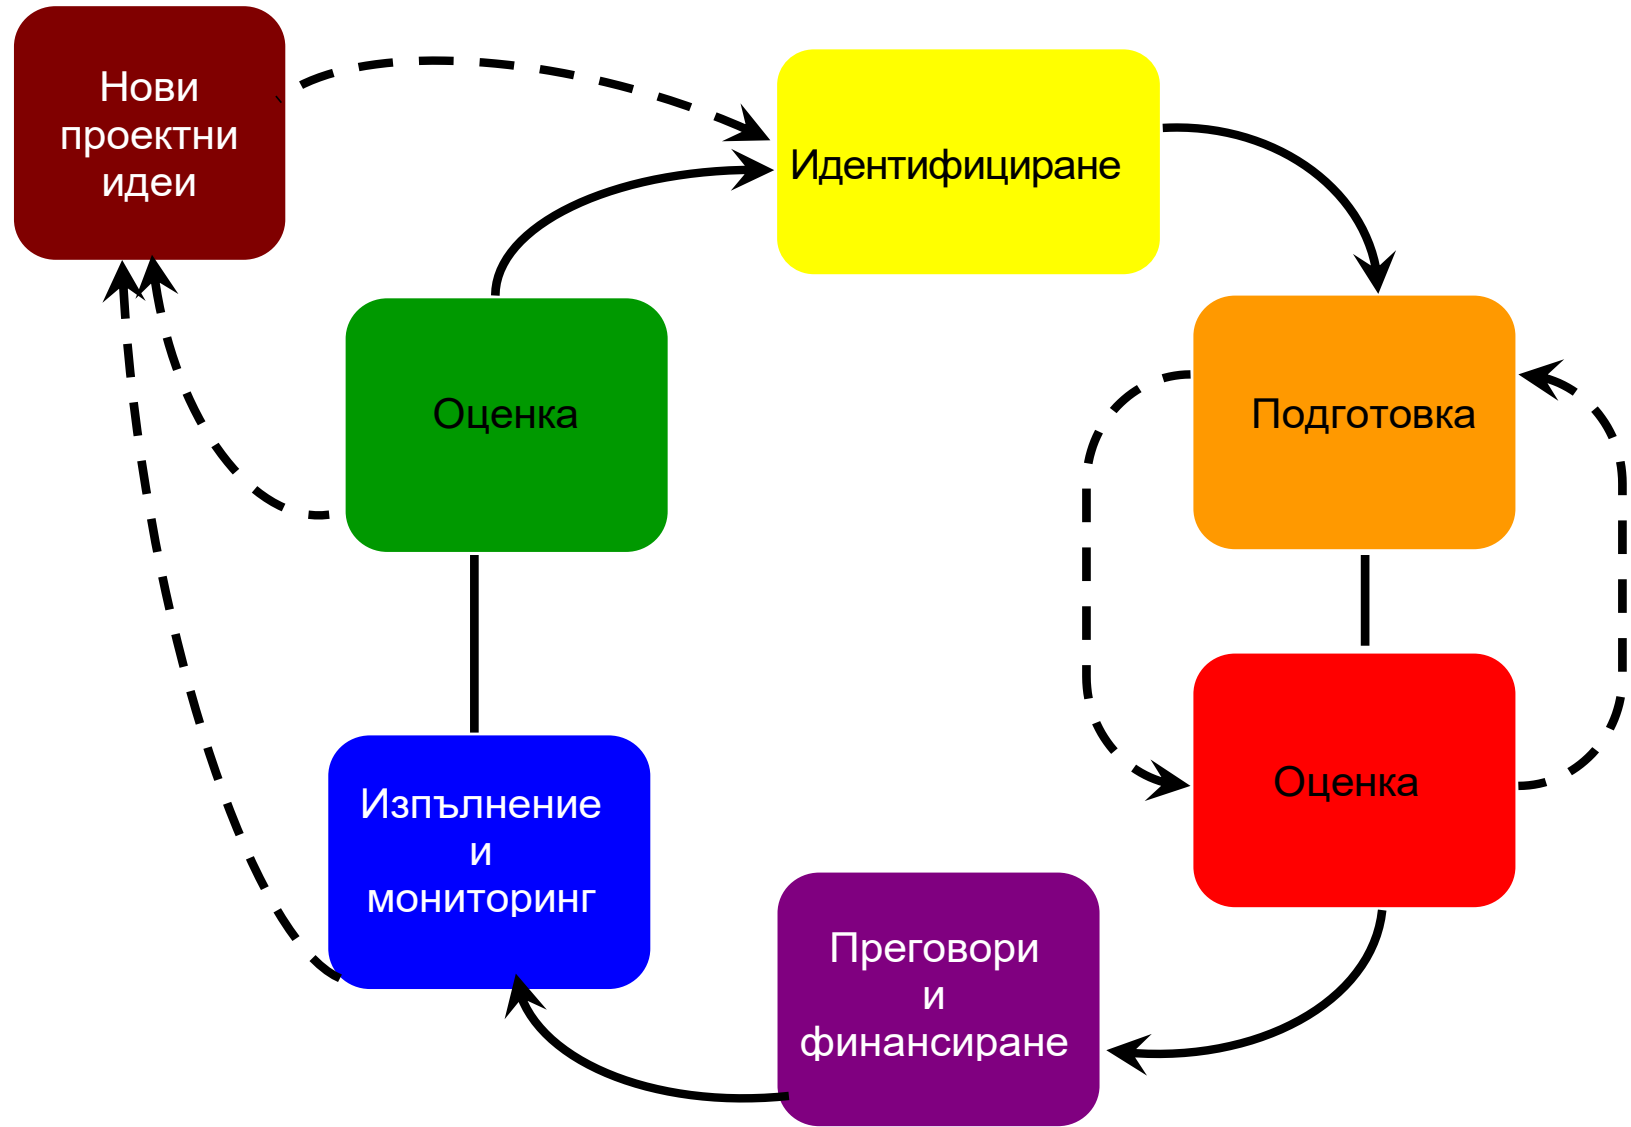 Нови
проектни
идеи
Идентифициране
Оценка
Подготовка
Оценка
Изпълнение
и
мониторинг
Преговори
и
финансиране